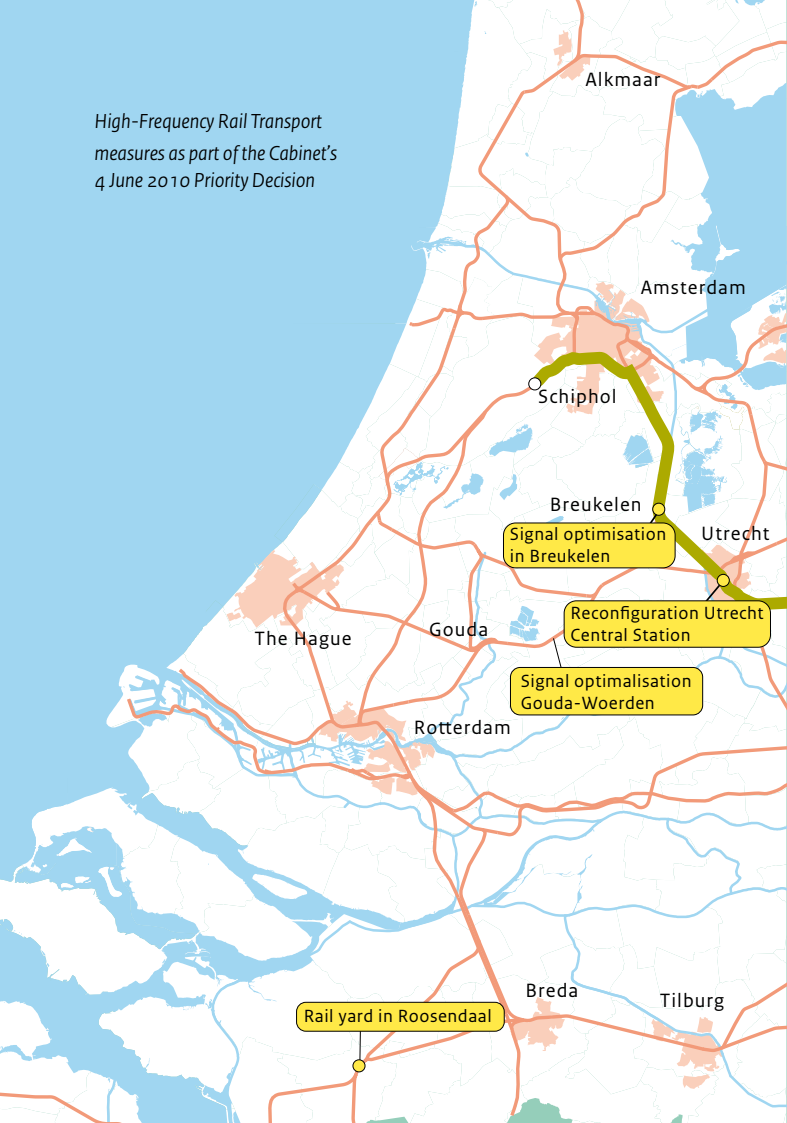 Alkmaar
High-Frequency Rail Transport
measures as part of the Cabinet's
4 June 2010 Priority Decision
Amsterdam
Schiphol
Breukelen
Signal optimisation
in Breukelen
Utrecht
Reconfiguration Utrecht
Central Station
The Hague
Gouda
Signal optimalisation
Gouda-Woerden
Rotterdam
Breda
Tilburg
Rail yard in Roosendaal